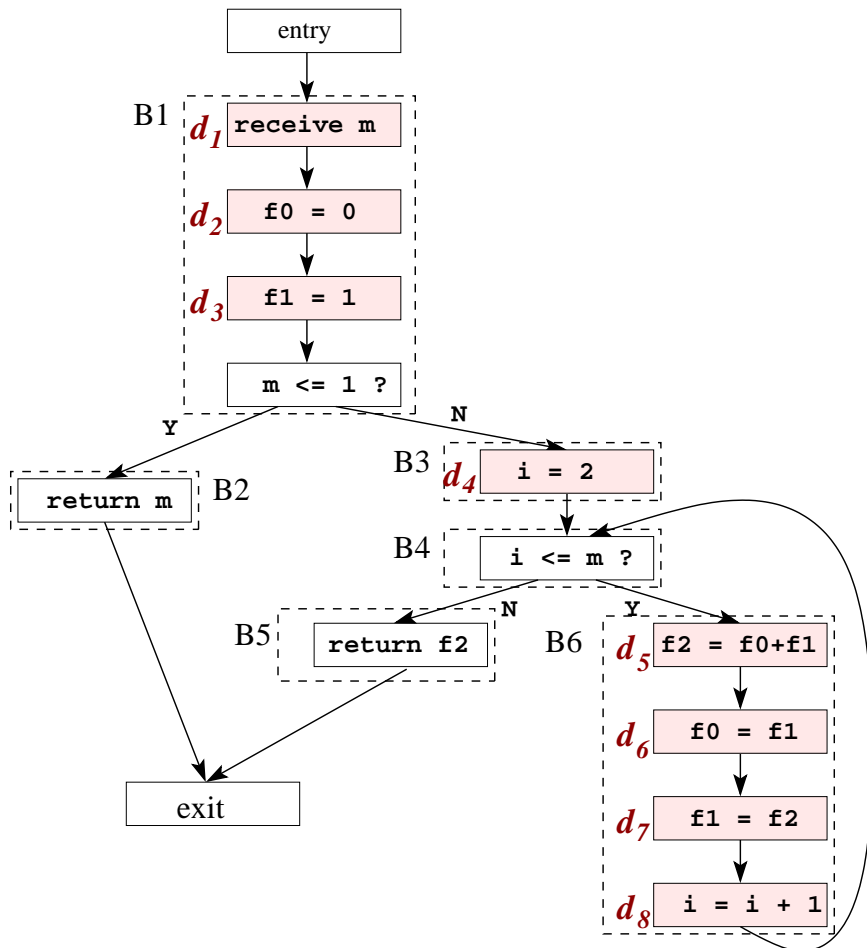 entry
B1
d1 receive m
d2 f0 = 0
d3 f1 = 1
m <= 1 ?
Y
N
return m
B2
B3
d4 i = 2
B4
i <= m ?
N
Y
B5
return f2
B6
d5 f2 = f0+f1
d6 f0 = f1
d7 f1 = f2
d8 i = i + 1
exit